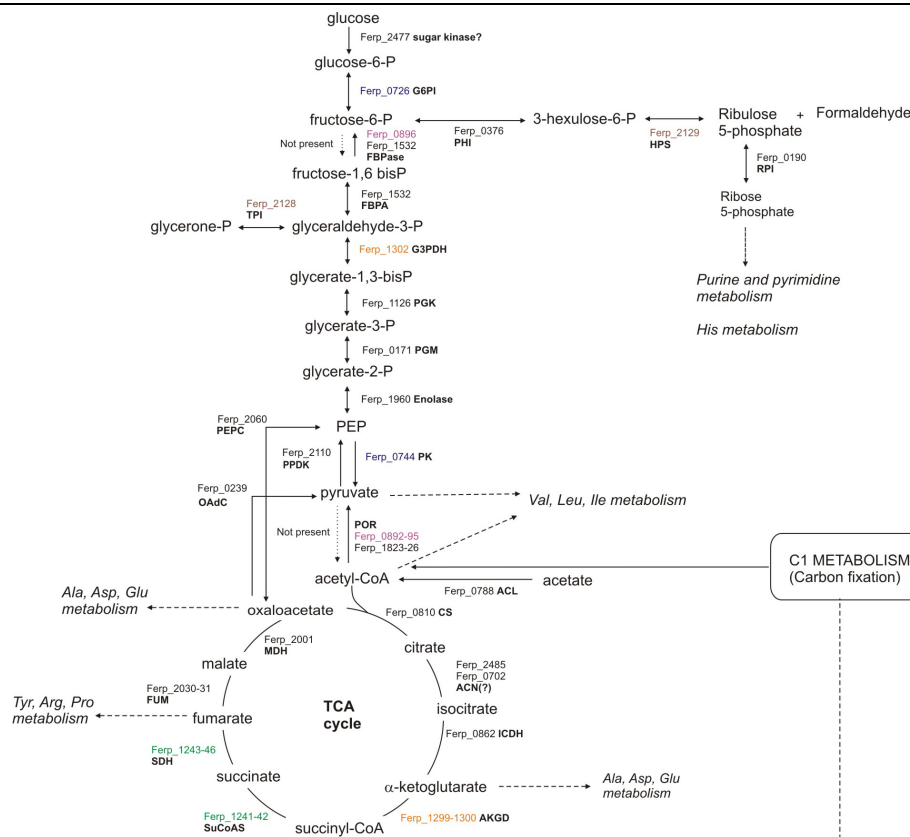 glucose
Ferp_2477 sugar kinase?
glucose-6-P
Ferp_0726 G6PI
fructose-6-P
Ferp_0376
PHI
3-hexulose-6-P
Ferp_2129
HPS
Ribulose
5-phosphate
+ Formaldehyde
Not present
Ferp_0896
Ferp_1532
FBPase
Ferp_0190
RPI
fructose-1,6 bisP
Ribose
5-phosphate
Ferp_1532
FBPA
glycerone-P
Ferp_2128
TPI
glyceraldehyde-3-P
Ferp_1302 G3PDH
Purine and pyrimidine
metabolism
His metabolism
glycerate-1,3-bisP
Ferp_1126 PGK
glycerate-3-P
Ferp_0171 PGM
glycerate-2-P
Ferp_1960 Enolase
Ferp_2060
PEPC
PEP
Ferp_2110
PPDK
Ferp_0744 PK
Ferp_0239
OAdC
pyruvate
Val, Leu, Ile metabolism
Not present
POR
Ferp_0892-95
Ferp_1823-26
C1 METABOLISM
(Carbon fixation)
acetyl-CoA
Ferp_0788 ACL
acetate
Ala, Asp, Glu
metabolism
oxaloacetate
Ferp_0810 CS
Ferp_2001
MDH
citrate
malate
Ferp_2485
Ferp_0702
ACN(?)
Ferp_2030-31
FUM
Tyr, Arg, Pro
metabolism
fumarate
TCA
cycle
isocitrate
Ferp_0862 ICDH
Ferp_1243-46
SDH
succinate
α-ketoglutarate
Ala, Asp, Glu
metabolism
Ferp_1241-42
SuCoAS
succinyl-CoA
Ferp_1299-1300 AKGD